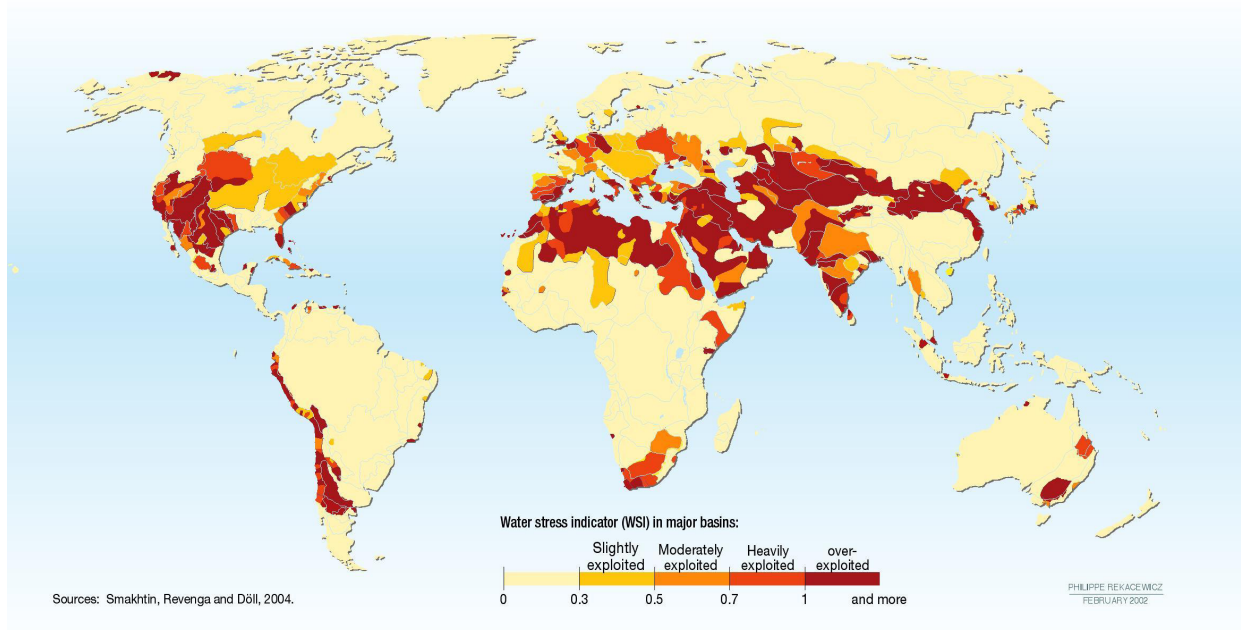 Water stress indicator (WSI) in major basins:
Slightly exploited
Moderately exploited
Heavily exploited
over-exploited
0 0.3 0.5 0.7 1 and more
Sources: Smakhtin, Revenga and Döll, 2004.
PHILIPPE REKACEWICZ
FEBRUARY 2002